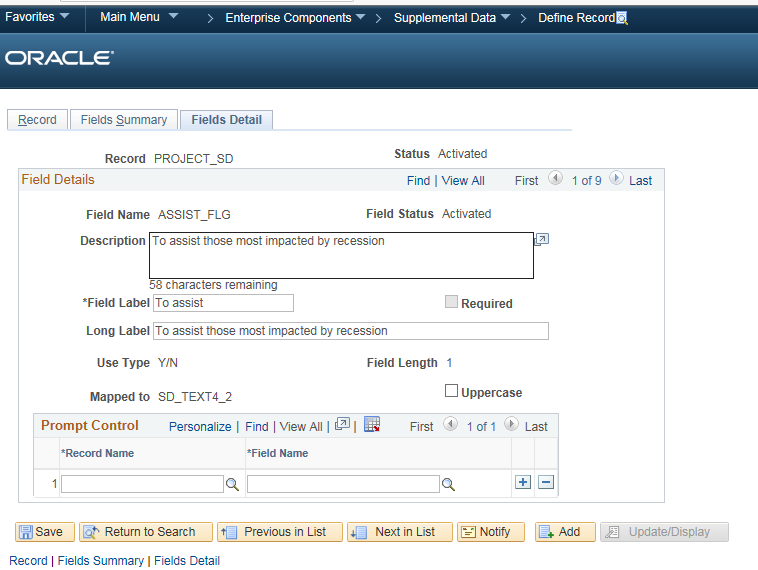 Favorites Main Menu > Enterprise Components > Supplemental Data > Define Record
ORACLE
Record Fields Summary Fields Detail
Record PROJECT_SD Status Activated
Field Details Find | View All First 1 of 9 Last
Field Name ASSIST_FLG Field Status Activated
Description To assist those most impacted by recession
58 characters remaining
*Field Label To assist Required
Long Label To assist those most impacted by recession
Use Type Y/N Field Length 1
Mapped to SD_TEXT4_2 Uppercase
Prompt Control Personalize | Find | View All | | First 1 of 1 Last
*Record Name *Field Name
1
Save Return to Search Previous in List Next in List Notify Add Update/Display
Record | Fields Summary | Fields Detail